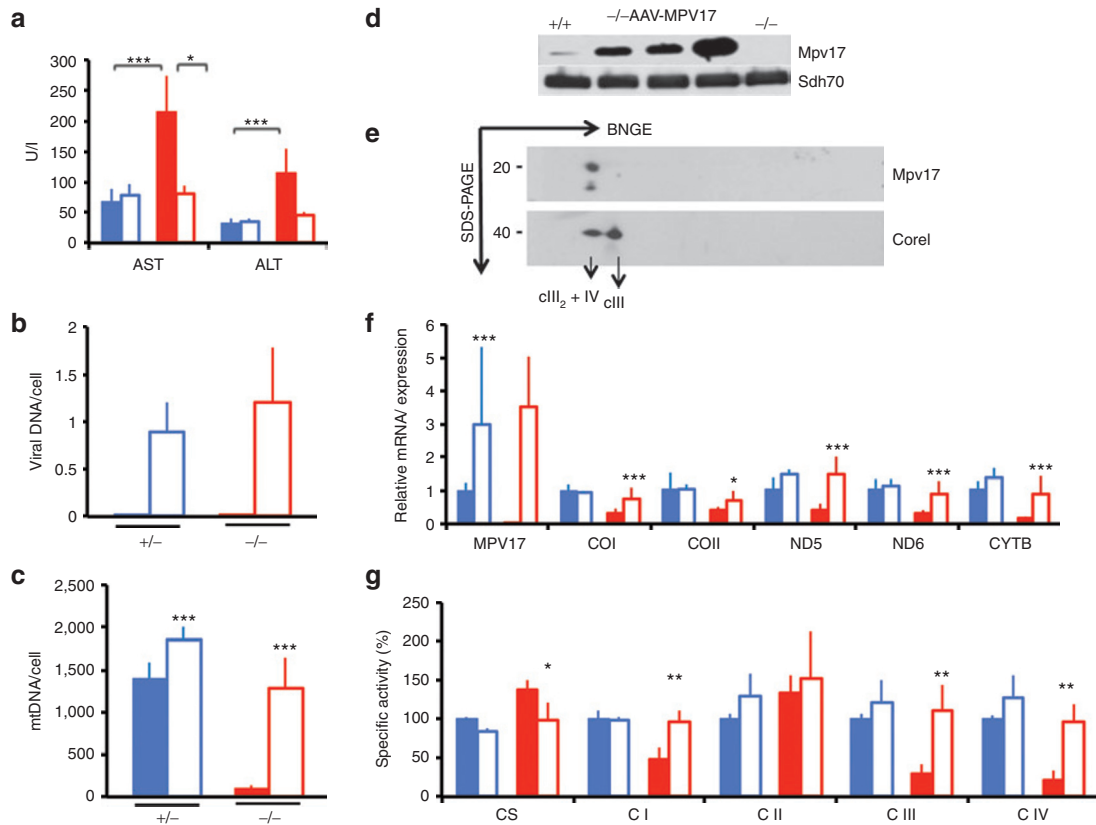 a
*** *
***
300
250
200
150
100
50
0
U/l
AST ALT
b
2
1.5
1
0.5
0
Viral DNA/cell
+/– –/–
c
2,500
2,000
1,500
1,000
500
0
mtDNA/cell
*** ***
+/– –/–
d
+/+ –/–AAV-MPV17 –/–
Mpv17
Sdh70
e
BNGE
SDS-PAGE
20 - Mpv17
40 - CoreI
cIII2 + IV cIII
f
6
5
4
3
2
1
0
Relative mRNA/ expression
*** *** * *** *** ***
MPV17 COI COII ND5 ND6 CYTB
g
250
200
150
100
50
0
Specific activity (%)
* ** ** **
CS C I C II C III C IV